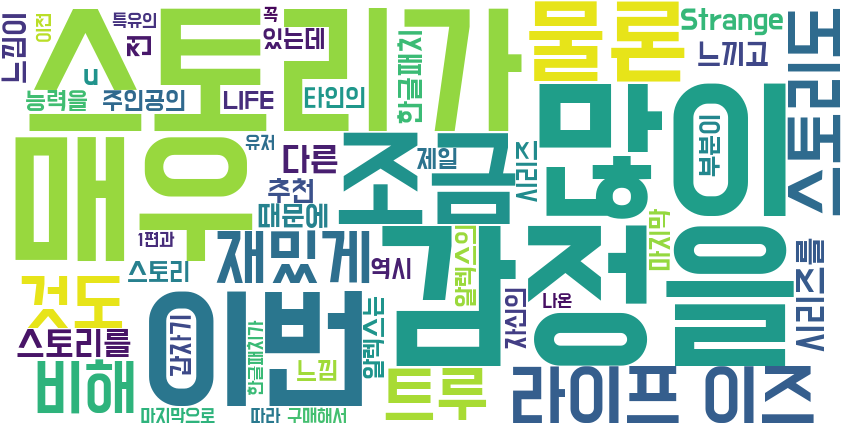 느낌이
이전
특유의
전
꼭
있는데
스토리가
한글패치
물론
Strange
느끼고
되리토스
u
능력을
주인공의
LIFE
타인의
매우
유저
다른
추천
때문에
조금
제일
시리즈
많이
부분이
1편과
스토리
재밌게
역시
알렉스의
감정을
마지막
자신의
나온
시리즈를
것도
스토리를
이번
갑자기
한글패치가
느낌
알렉스는
비해
트루
라이프 이즈
마지막으로
따라
구매해서